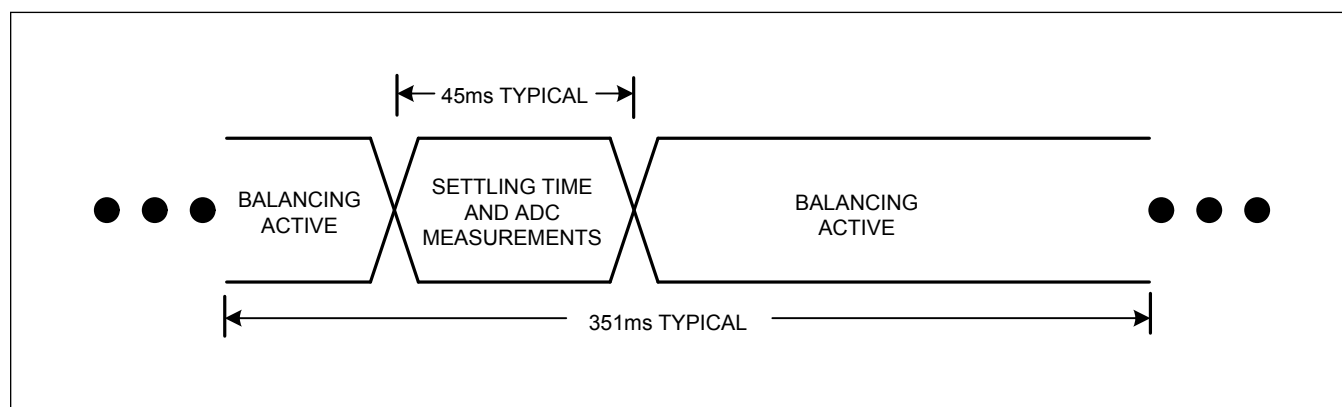 45ms TYPICAL
BALANCING
ACTIVE
SETTLING TIME
AND ADC
MEASUREMENTS
BALANCING
ACTIVE
351ms TYPICAL